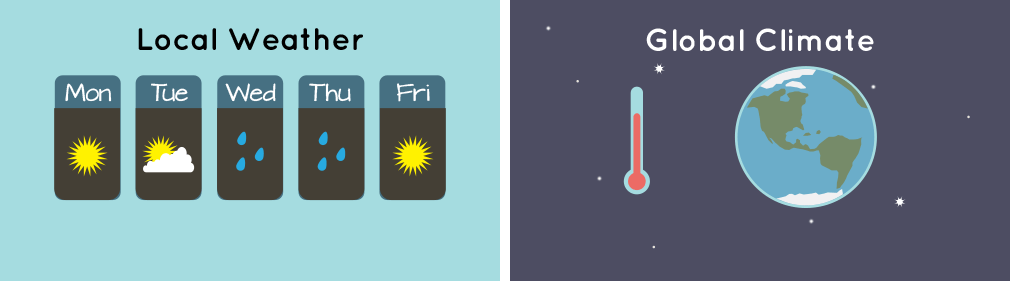 Local Weather
Mon Tue Wed Thu Fri
Global Climate